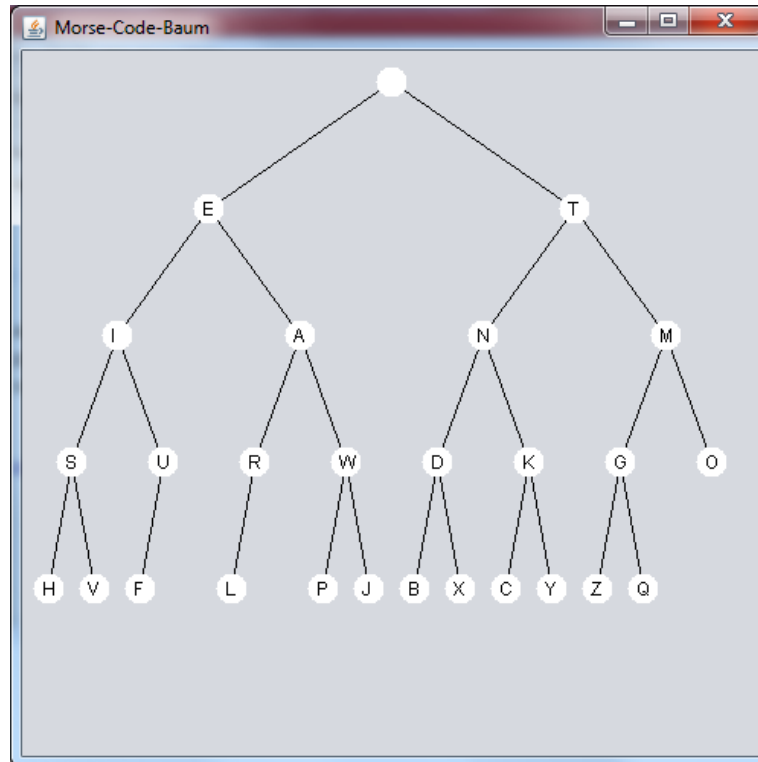 Morse-Code-Baum
E T
I A N M
S U R W D K G O
H V F L P J B X C Y Z Q